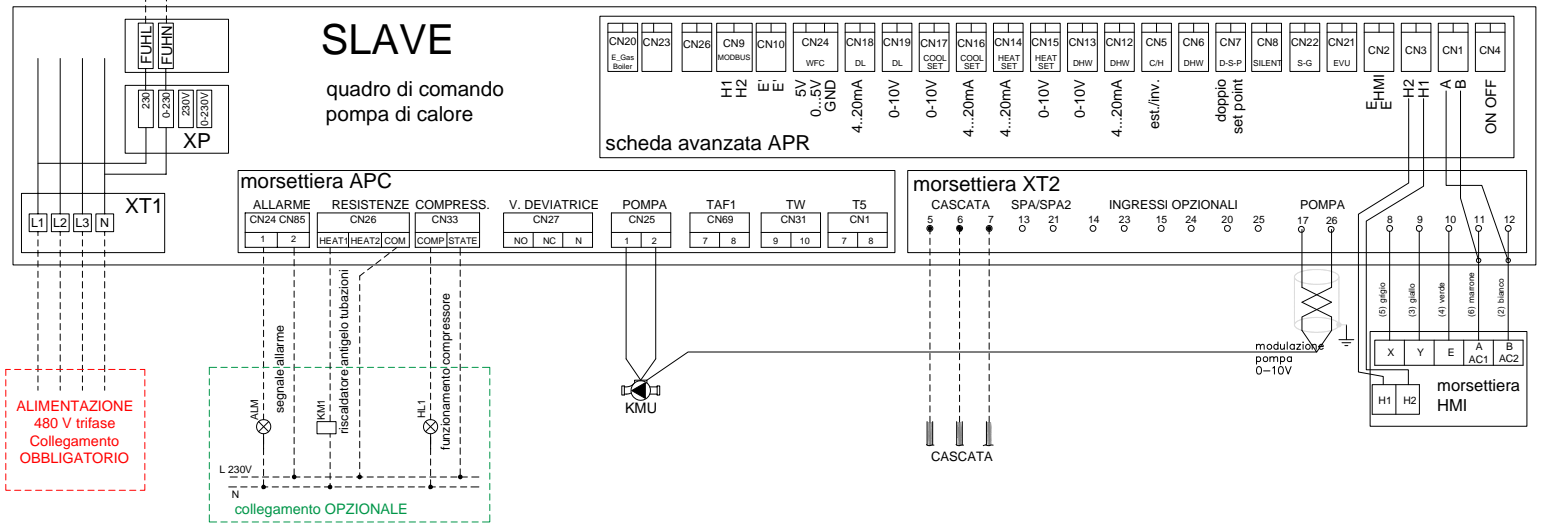 SLAVE
quadro di comando
pompa di calore
FUHL
FUHN
230
0-230
230V
0-230V
XP
XT1
L1 L2 L3 N
CN20 CN23 CN26 CN9 CN10 CN24 CN18 CN19 CN17 CN16 CN14 CN15 CN13 CN12 CN5 CN6 CN7 CN8 CN22 CN21 CN2 CN3 CN1 CN4
E_Gas
Boiler
MODBUS
WFC
DL
DL
COOL
SET
COOL
SET
HEAT
SET
HEAT
SET
DHW
DHW
C/H
DHW
D-S-P
SILENT
S-G
EVU
H1
H2
E'
E'
5V
0...5V
GND
4...20mA
0-10V
0-10V
4...20mA
4...20mA
0-10V
0-10V
4...20mA
est./inv.
doppio
set point
E
HMI
E
H2
H1
A
B
ON OFF
scheda avanzata APR
morsettiera APC
ALLARME RESISTENZE COMPRESS. V. DEVIATRICE POMPA TAF1 TW T5
CN24 CN85 CN26 CN33 CN27 CN25 CN69 CN31 CN1
1 2 HEAT1 HEAT2 COM COMP STATE NO NC N 1 2 7 8 9 10 7 8
morsettiera XT2
CASCATA SPA/SPA2 INGRESSI OPZIONALI POMPA
5 6 7 13 21 14 23 15 24 20 25 17 26 8 9 10 11 12
segnale allarme
riscaldatore antigelo tubazioni
funzionamento compressore
ALM
KM1
HL1
L 230V
N
collegamento OPZIONALE
ALIMENTAZIONE
480 V trifase
Collegamento
OBBLIGATORIO
KMU
CASCATA
modulazione
pompa
0-10V
(5) grigio
(3) giallo
(4) verde
(6) marrone
(2) bianco
X Y E A B
AC1 AC2
H1 H2
morsettiera
HMI